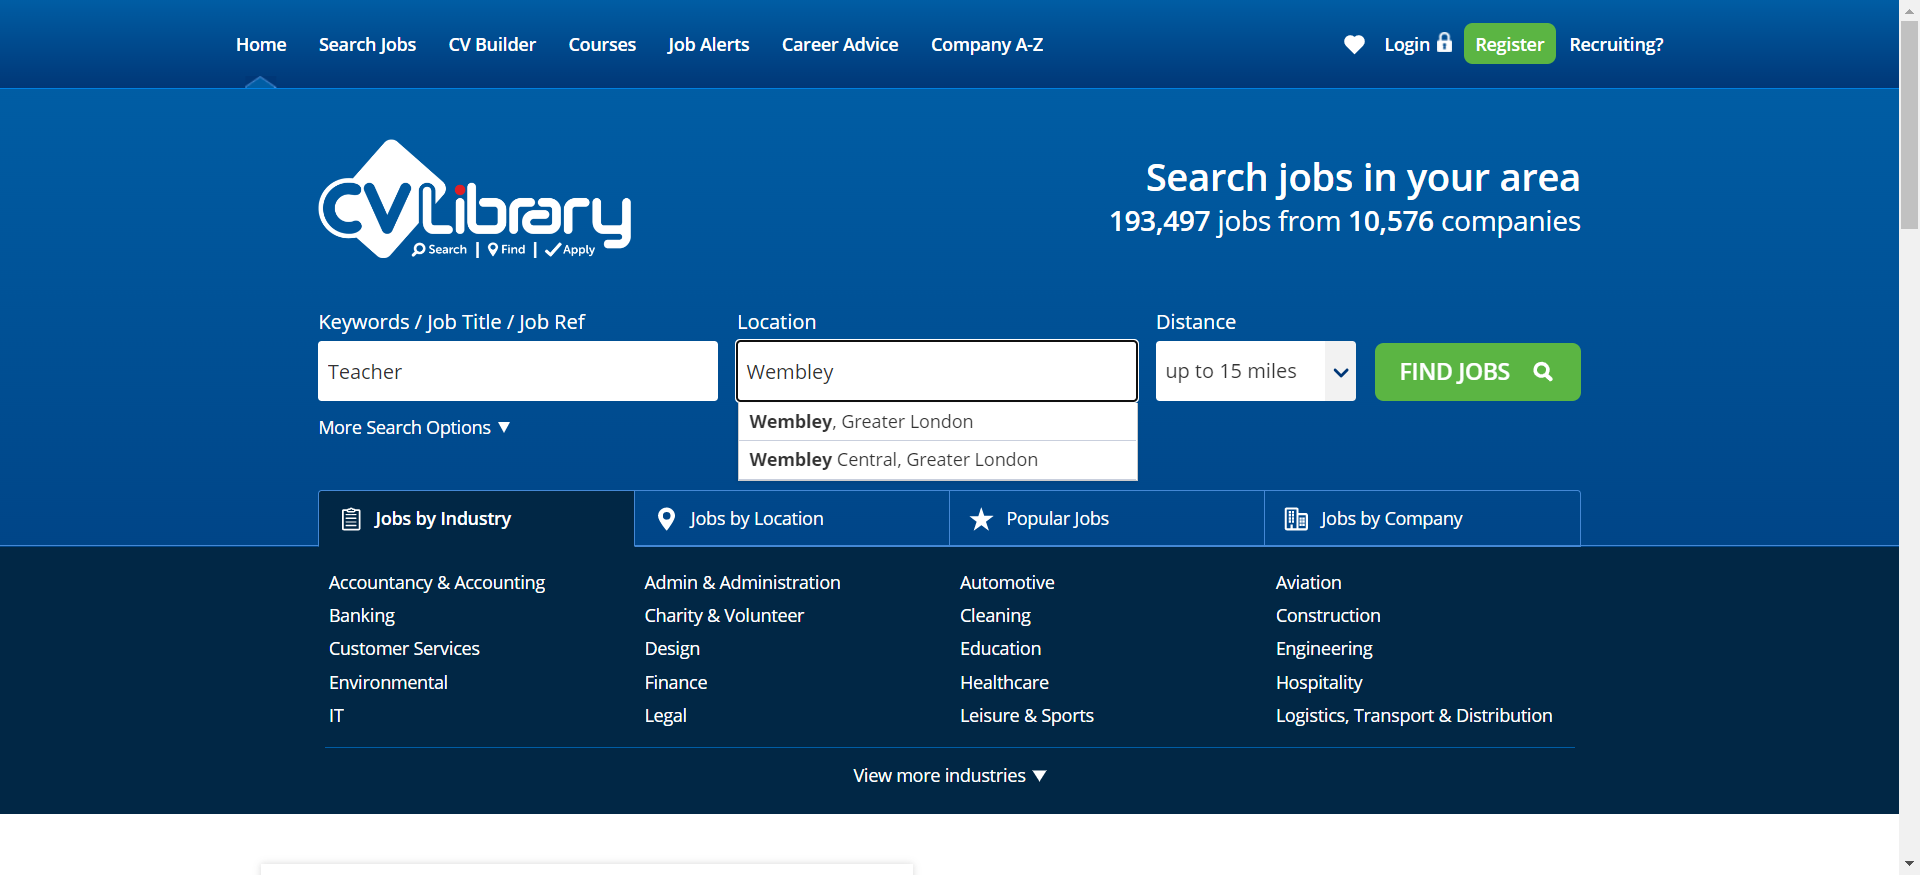 Home Search Jobs CV Builder Courses Job Alerts Career Advice Company A-Z Login Register Recruiting?
CV Library
Search | Find | Apply
Search jobs in your area
193,497 jobs from 10,576 companies
Keywords / Job Title / Job Ref Location Distance
Teacher Wembley up to 15 miles FIND JOBS
More Search Options ▼
Wembley, Greater London
Wembley Central, Greater London
Jobs by Industry Jobs by Location Popular Jobs Jobs by Company
Accountancy & Accounting Admin & Administration Automotive Aviation
Banking Charity & Volunteer Cleaning Construction
Customer Services Design Education Engineering
Environmental Finance Healthcare Hospitality
IT Legal Leisure & Sports Logistics, Transport & Distribution
View more industries ▼